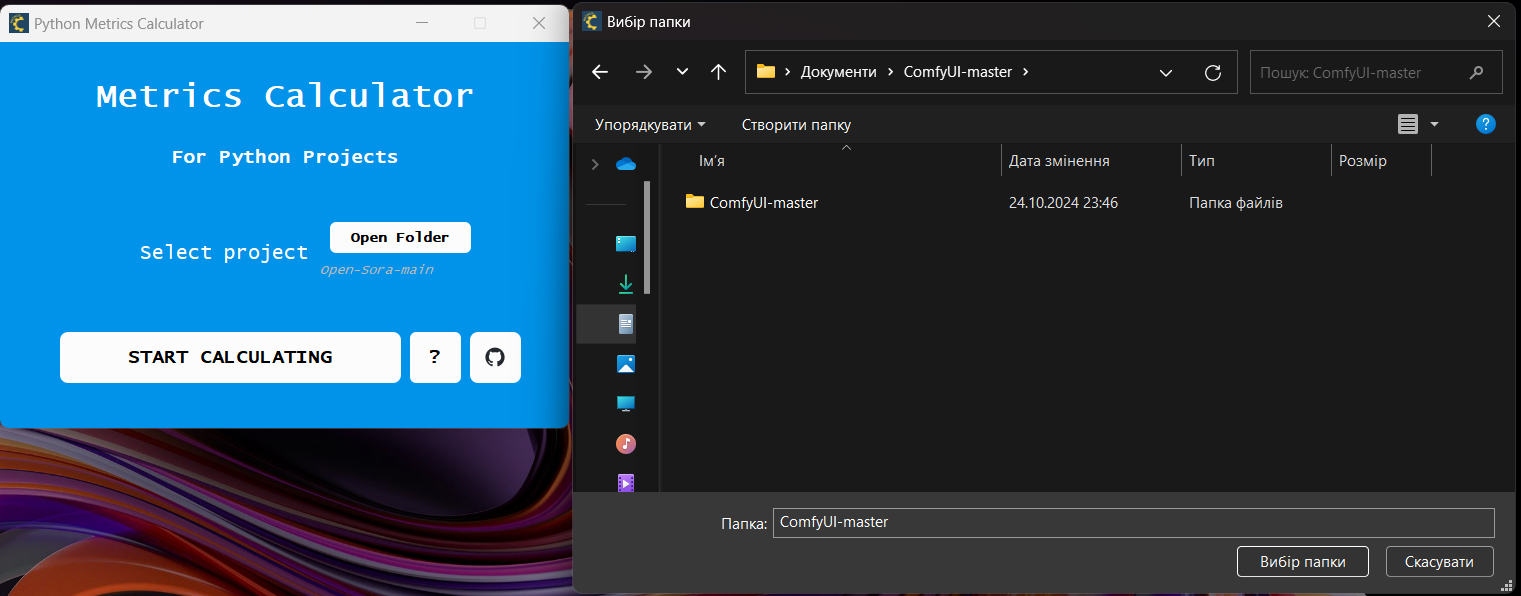 Python Metrics Calculator
Metrics Calculator
For Python Projects
Select project
Open Folder
Open-Sora-main
START CALCULATING
?
Вибір папки
Документи
ComfyUI-master
Пошук: ComfyUI-master
Упорядкувати
Створити папку
?
Ім'я
Дата змінення
Тип
Розмір
ComfyUI-master
24.10.2024 23:46
Папка файлів
Папка:
ComfyUI-master
Вибір папки
Скасувати